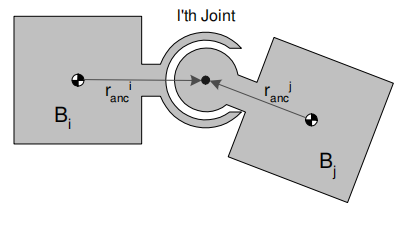 l'th Joint
r_anc^i
r_anc^j
B_i
B_j